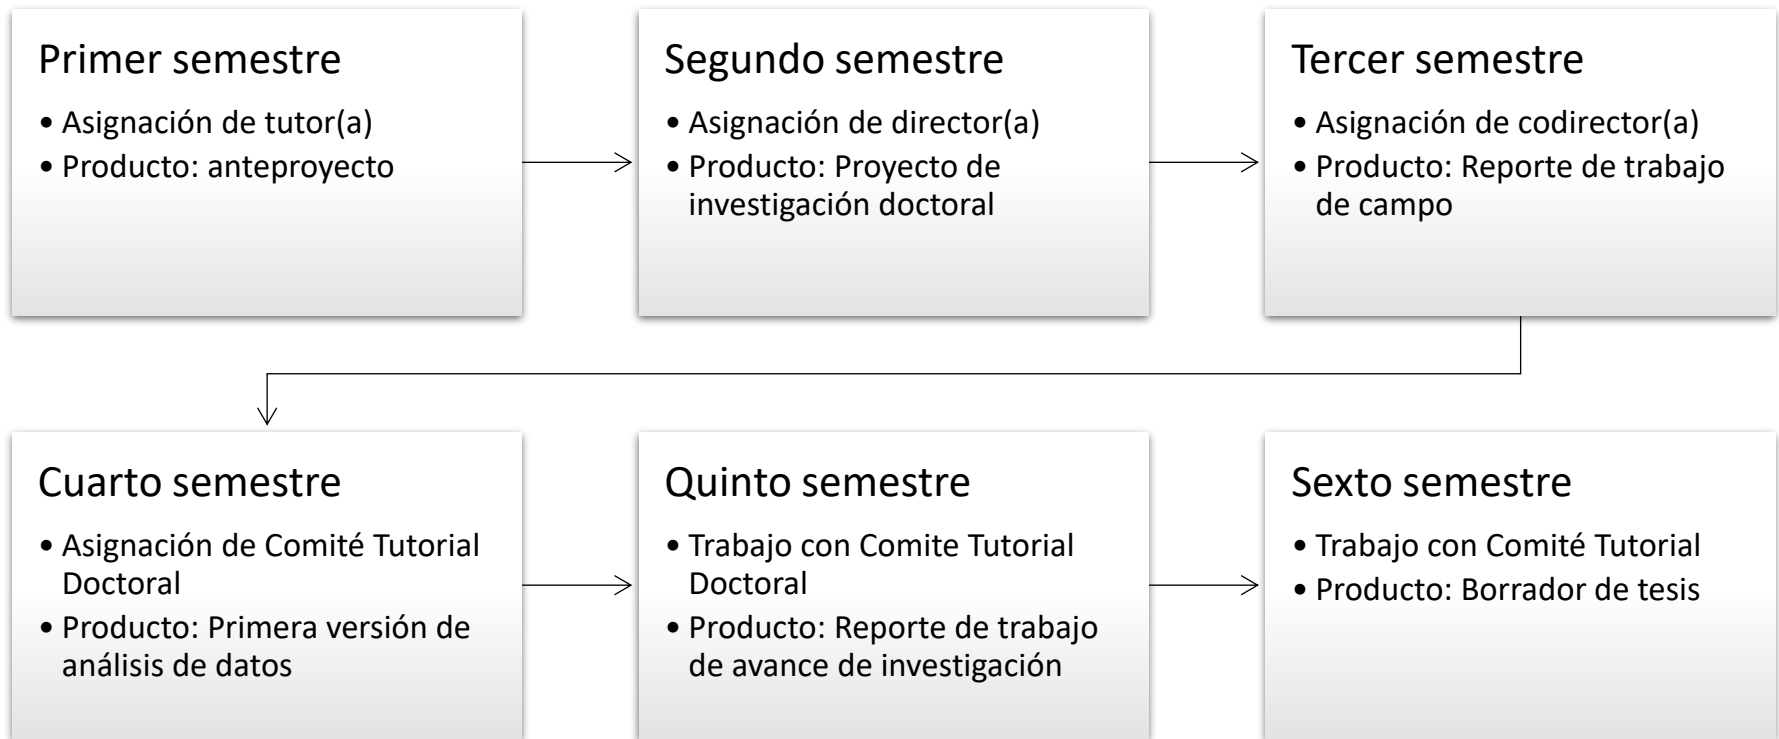 Primer semestre
• Asignación de tutor(a)
• Producto: anteproyecto
Segundo semestre
• Asignación de director(a)
• Producto: Proyecto de
investigación doctoral
Tercer semestre
• Asignación de codirector(a)
• Producto: Reporte de trabajo
de campo
Cuarto semestre
• Asignación de Comité Tutorial
Doctoral
• Producto: Primera versión de
análisis de datos
Quinto semestre
• Trabajo con Comite Tutorial
Doctoral
• Producto: Reporte de trabajo
de avance de investigación
Sexto semestre
• Trabajo con Comité Tutorial
• Producto: Borrador de tesis